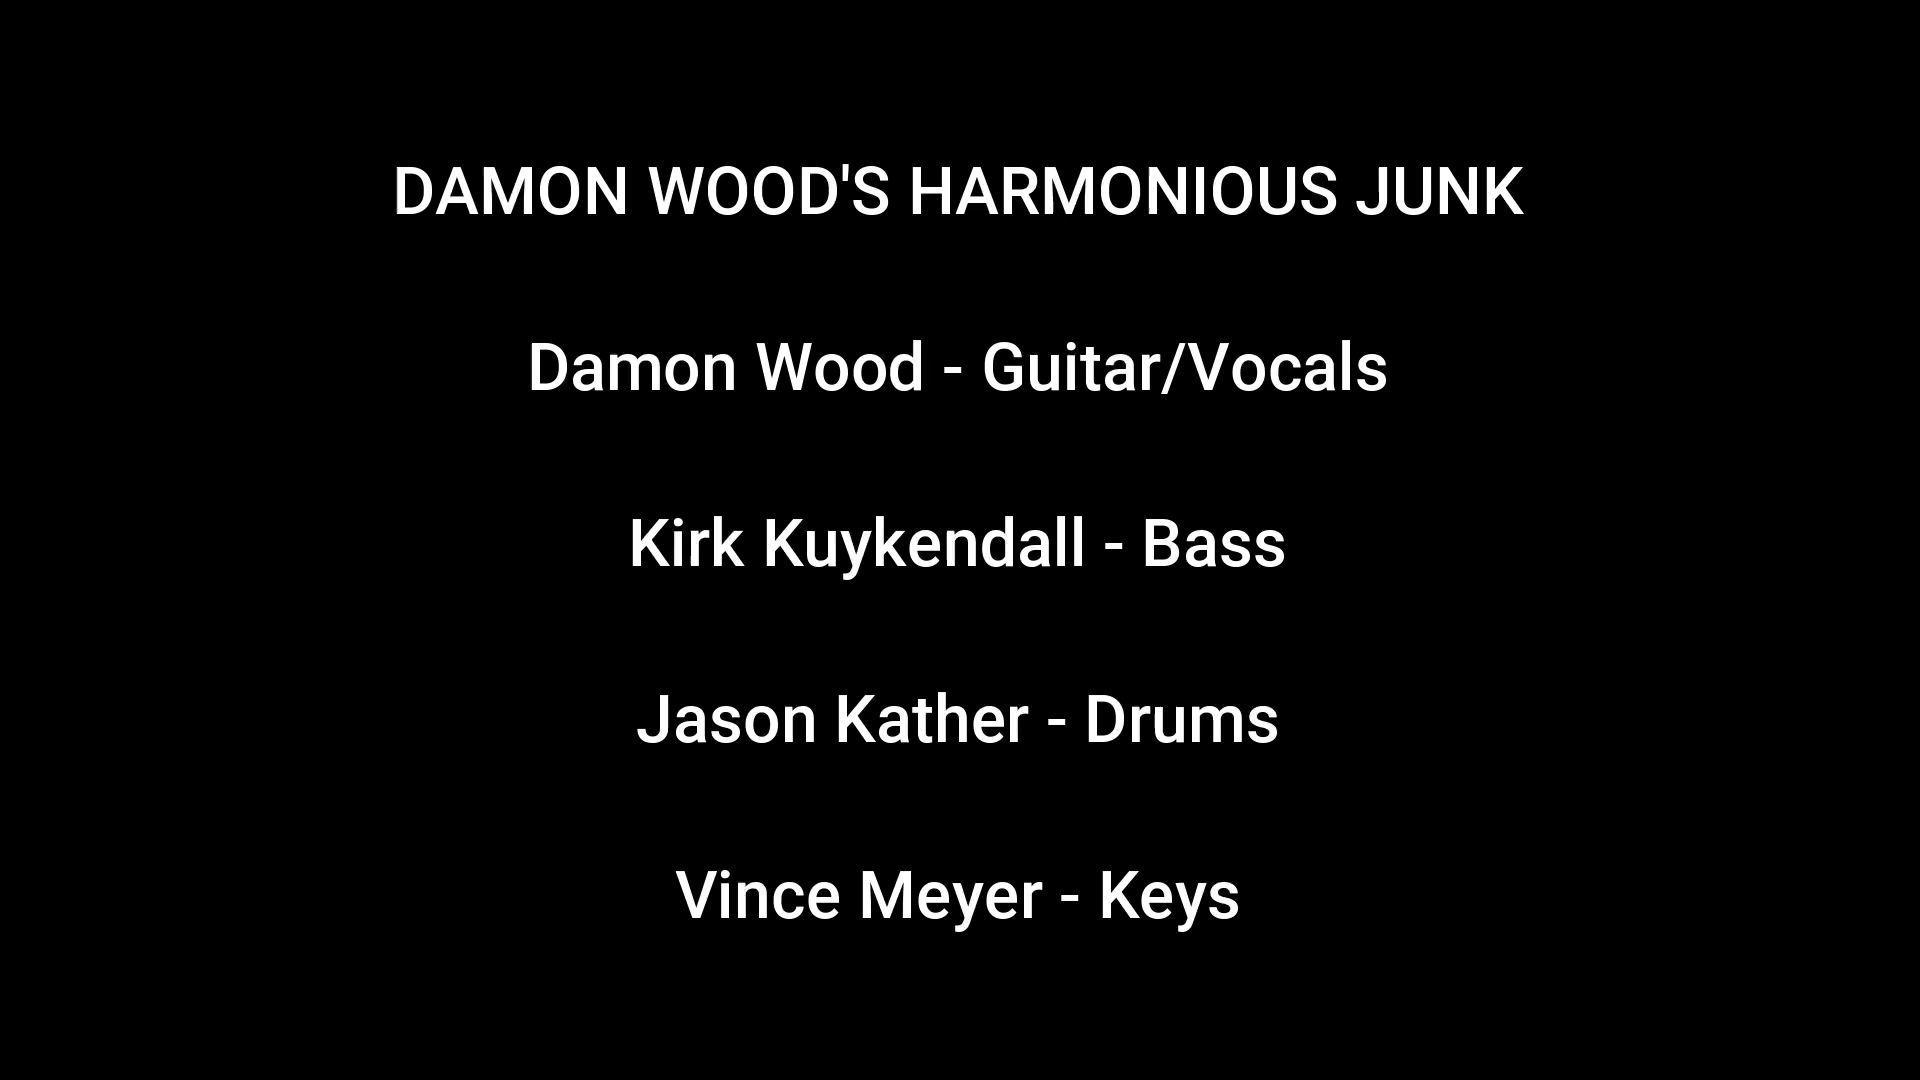 DAMON WOOD'S HARMONIOUS JUNK
Damon Wood - Guitar/Vocals
Kirk Kuykendall - Bass
Jason Kather - Drums
Vince Meyer - Keys